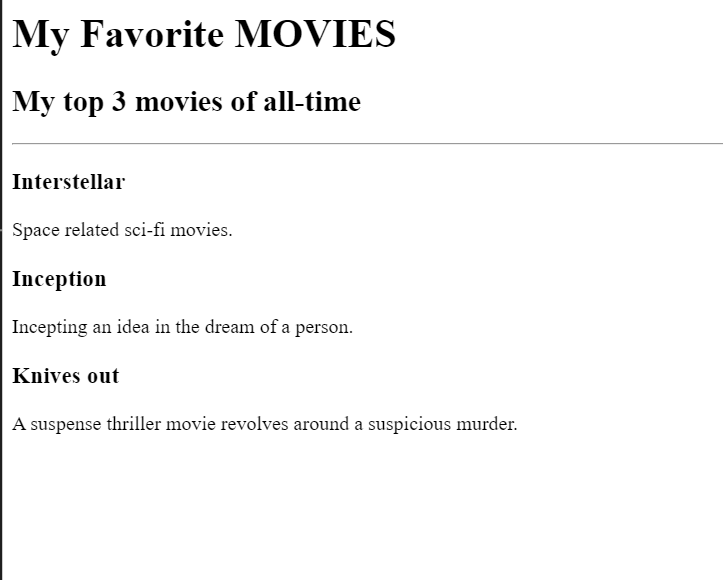 My Favorite MOVIES
My top 3 movies of all-time
Interstellar
Space related sci-fi movies.
Inception
Incepting an idea in the dream of a person.
Knives out
A suspense thriller movie revolves around a suspicious murder.